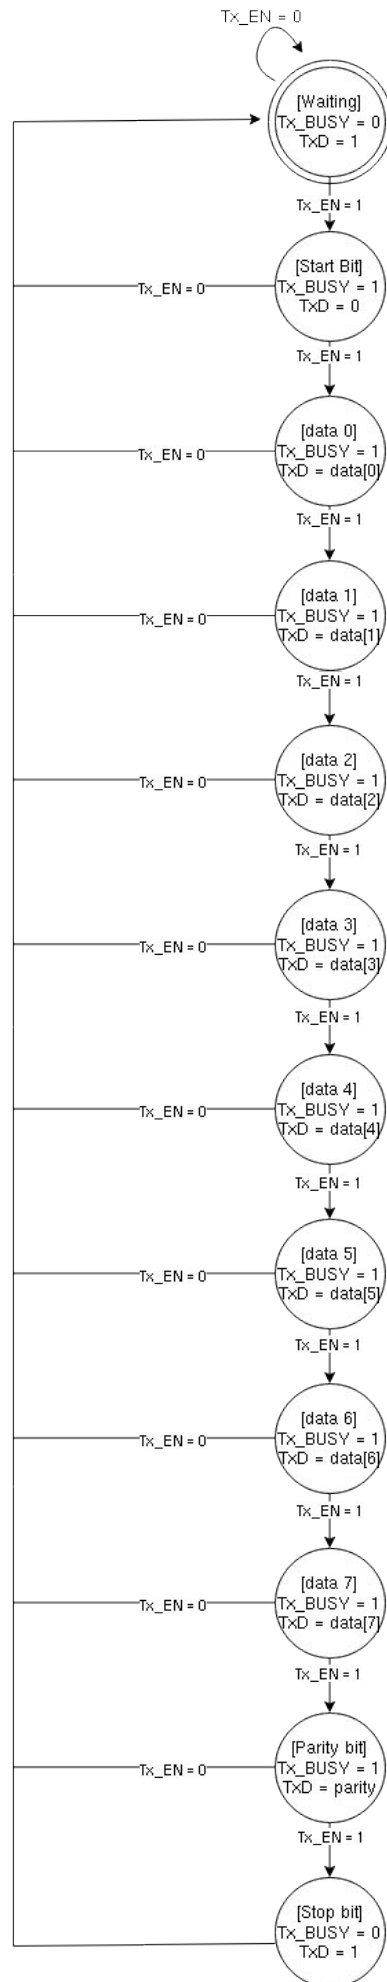 Tx_EN = 0
[Waiting]
Tx_BUSY = 0
TxD = 1
Tx_EN = 1
[Start Bit]
Tx_BUSY = 1
TxD = 0
Tx_EN = 0
Tx_EN = 1
[data 0]
Tx_BUSY = 1
TxD = data[0]
Tx_EN = 0
Tx_EN = 1
[data 1]
Tx_BUSY = 1
TxD = data[1]
Tx_EN = 0
Tx_EN = 1
[data 2]
Tx_BUSY = 1
TxD = data[2]
Tx_EN = 0
Tx_EN = 1
[data 3]
Tx_BUSY = 1
TxD = data[3]
Tx_EN = 0
Tx_EN = 1
[data 4]
Tx_BUSY = 1
TxD = data[4]
Tx_EN = 0
Tx_EN = 1
[data 5]
Tx_BUSY = 1
TxD = data[5]
Tx_EN = 0
Tx_EN = 1
[data 6]
Tx_BUSY = 1
TxD = data[6]
Tx_EN = 0
Tx_EN = 1
[data 7]
Tx_BUSY = 1
TxD = data[7]
Tx_EN = 0
Tx_EN = 1
[Parity bit]
Tx_BUSY = 1
TxD = parity
Tx_EN = 0
Tx_EN = 1
[Stop bit]
Tx_BUSY = 0
TxD = 1